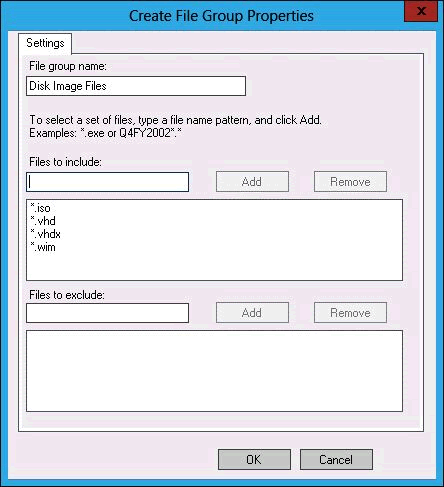 Create File Group Properties
x
Settings
File group name:
Disk Image Files
To select a set of files, type a file name pattern, and click Add.
Examples: *.exe or Q4FY2002*.*
Files to include:
Add Remove
*.iso
*.vhd
*.vhdx
*.wim
Files to exclude:
Add Remove
OK Cancel